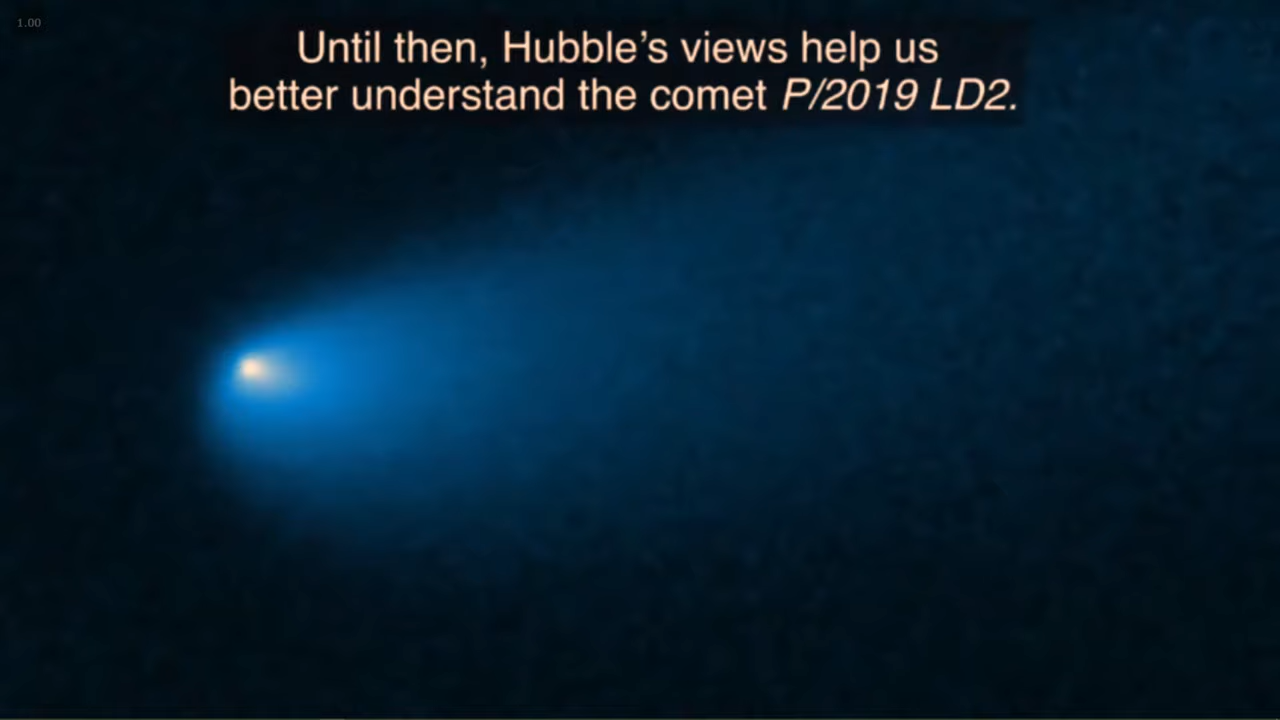 1.00
Until then, Hubble’s views help us
better understand the comet P/2019 LD2.